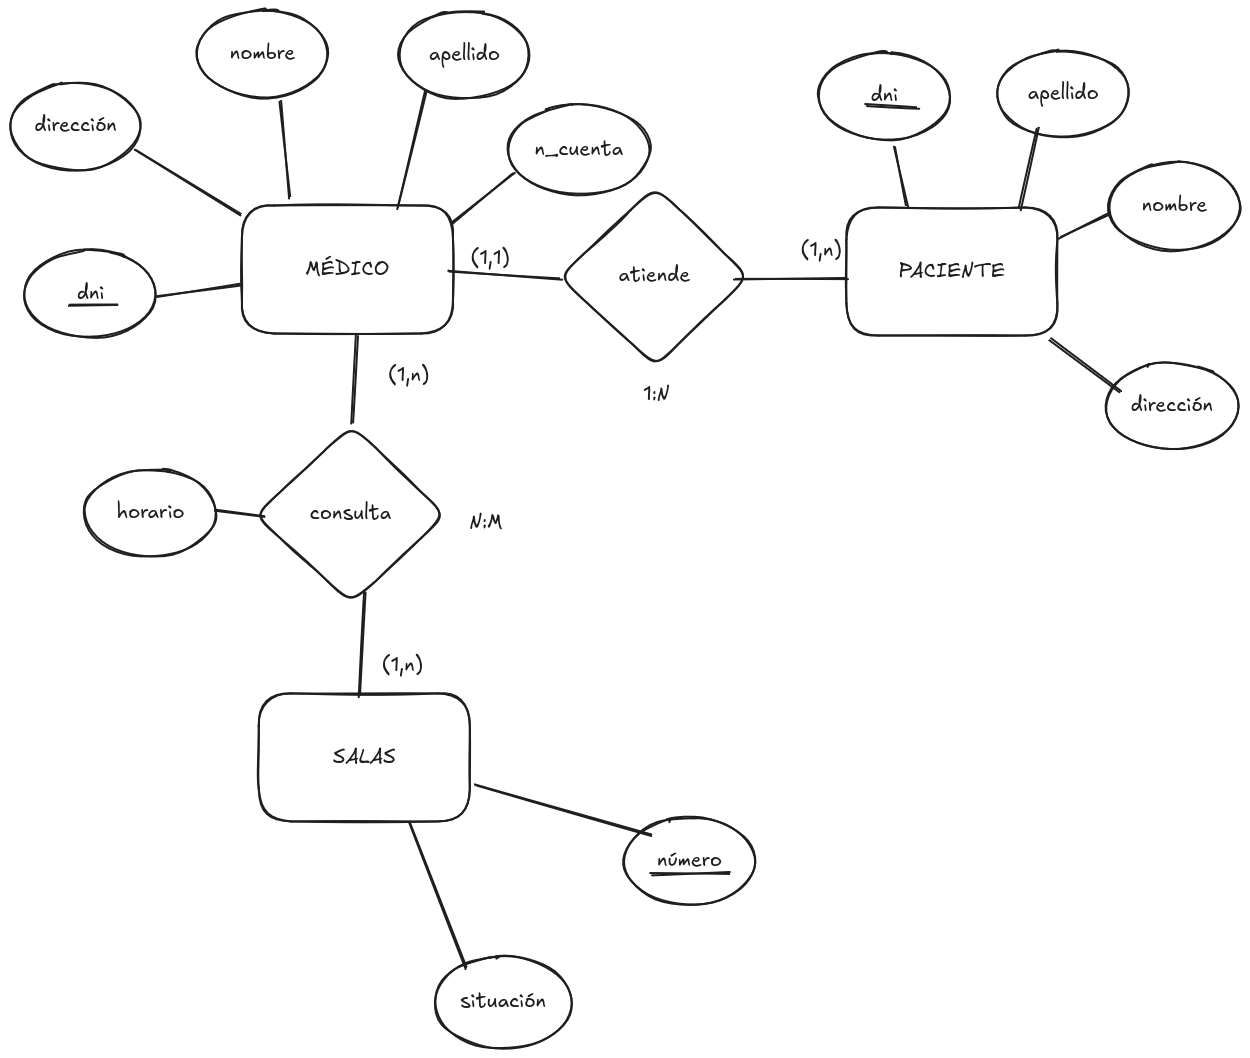 nombre
apellido
dni
apellido
dirección
n_cuenta
nombre
MÉDICO
(1,1)
atiende
(1,n)
PACIENTE
dni
(1,n)
1:N
dirección
horario
consulta
N:M
(1,n)
SALAS
número
situación